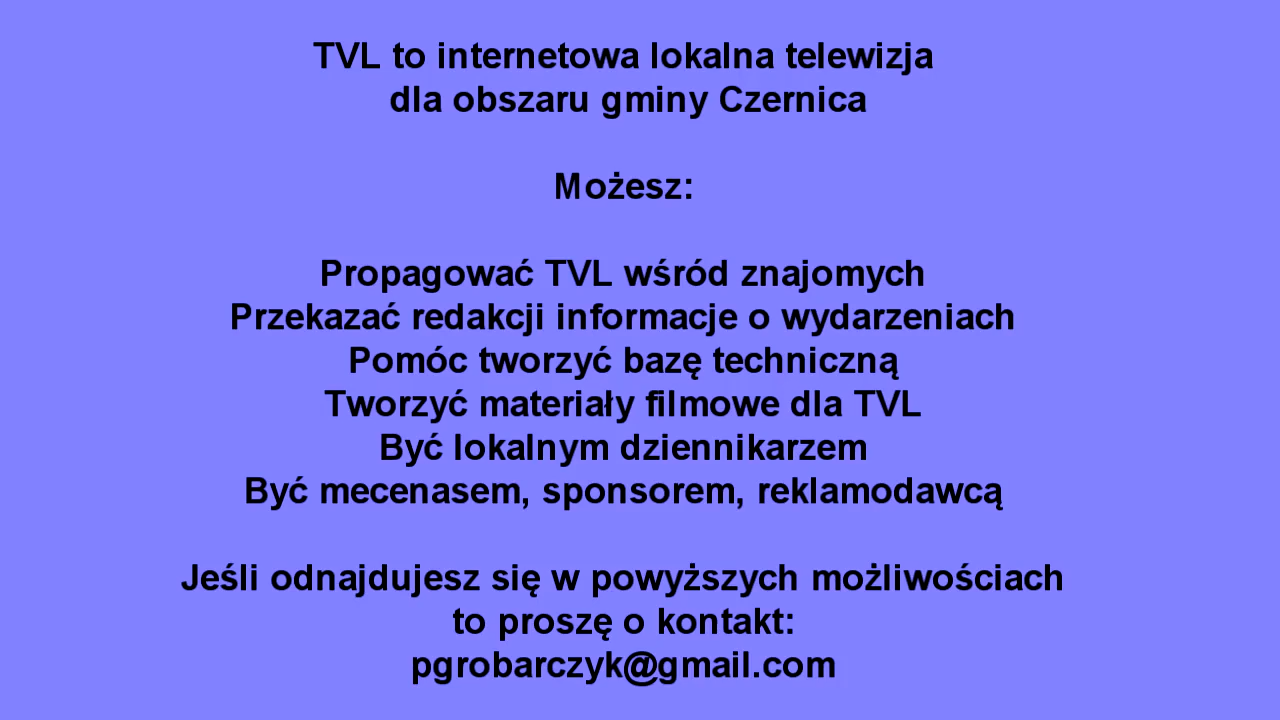 TVL to internetowa lokalna telewizja
dla obszaru gminy Czernica
Możesz:
Propagować TVL wśród znajomych
Przekazać redakcji informacje o wydarzeniach
Pomóc tworzyć bazę techniczną
Tworzyć materiały filmowe dla TVL
Być lokalnym dziennikarzem
Być mecenasem, sponsorem, reklamodawcą
Jeśli odnajdujesz się w powyższych możliwościach
to proszę o kontakt:
pgrobarczyk@gmail.com